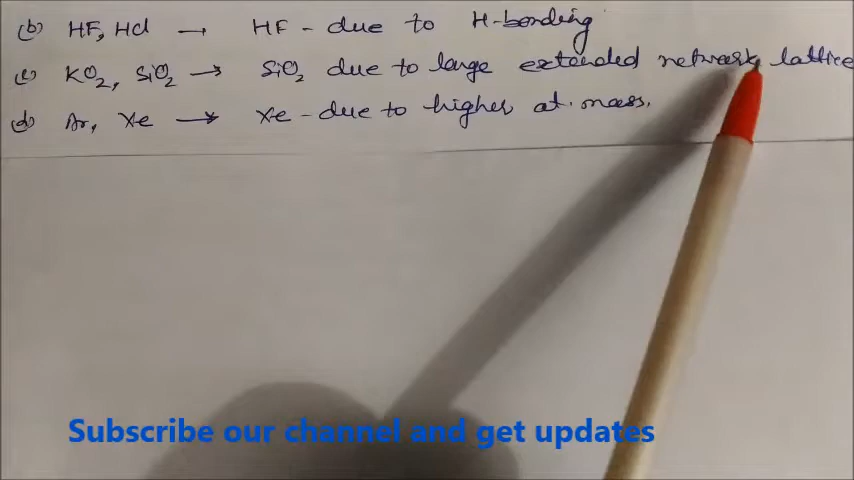 (b) HF, HCl → HF - due to H-bonding
(c) KO2, SiO2 → SiO2 due to large extended network lattice
(d) Ar, Xe → Xe - due to higher at. mass.
Subscribe our channel and get updates